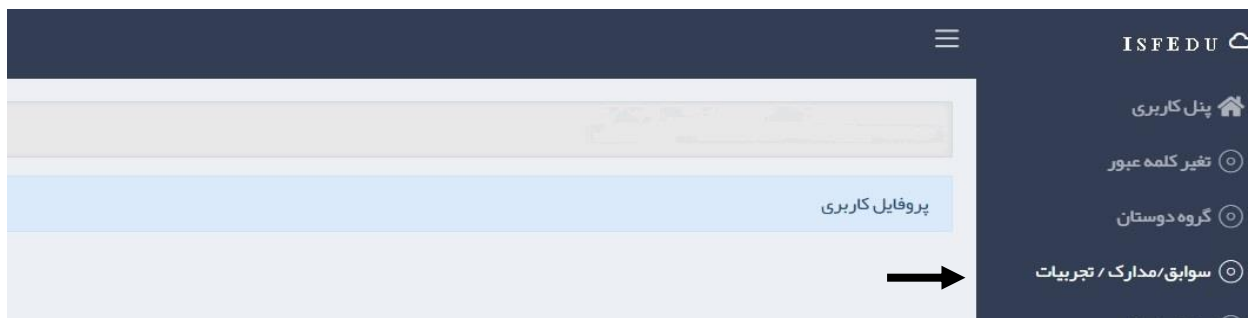 ISFEDU
پنل کاربری
تغیر کلمه عبور
گروه دوستان
سوابق/مدارک / تجربیات
پروفایل کاربری